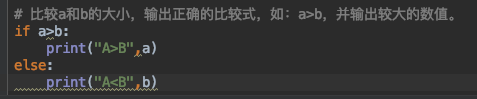 # 比较a和b的大小，输出正确的比较式，如：a>b，并输出较大的数值。
if a>b:
    print("A>B",a)
else:
    print("A<B",b)